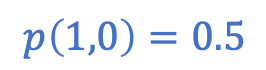 p(1,0) = 0.5